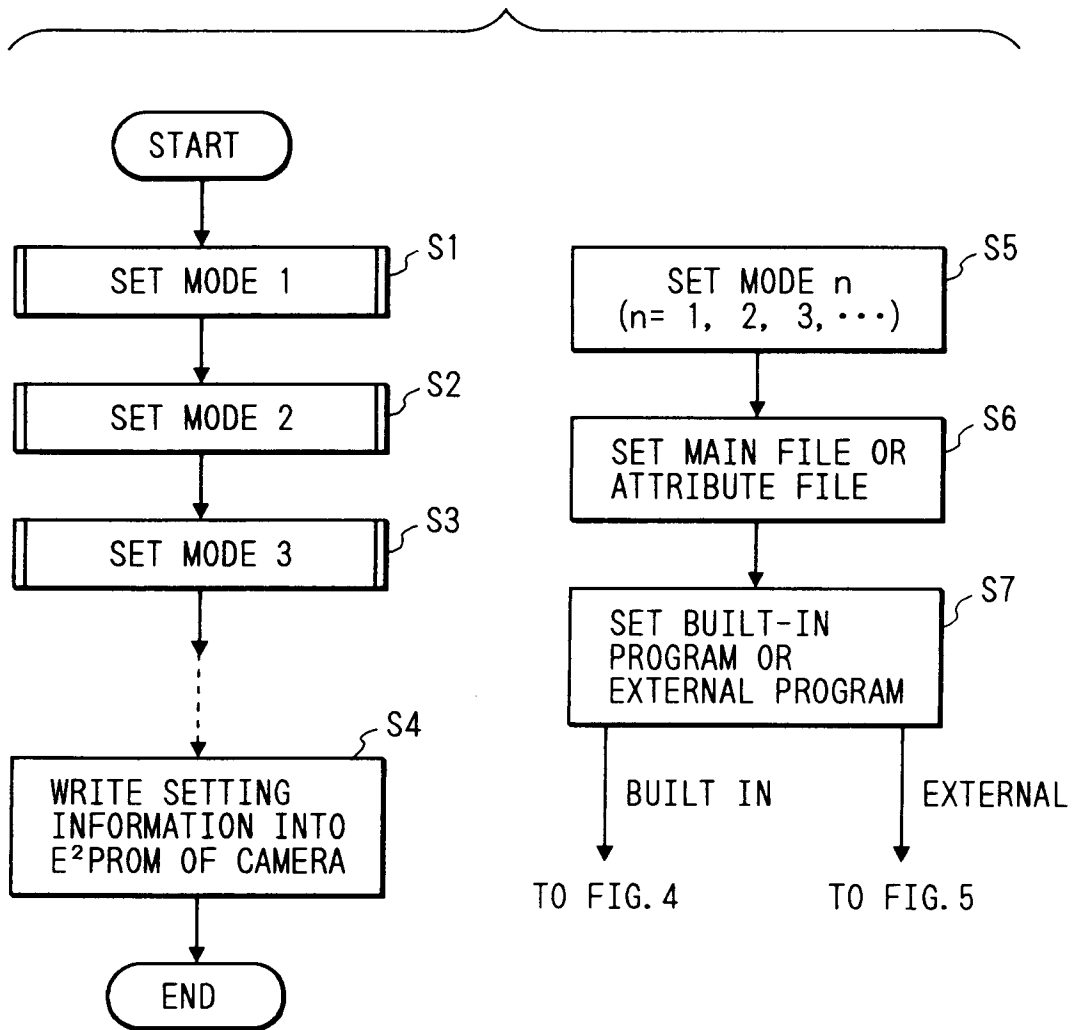 START
SET MODE 1
S1
SET MODE 2
S2
SET MODE 3
S3
S4
WRITE SETTING
INFORMATION INTO
E²PROM OF CAMERA
END
S5
SET MODE n
(n= 1, 2, 3, ···)
S6
SET MAIN FILE OR
ATTRIBUTE FILE
S7
SET BUILT-IN
PROGRAM OR
EXTERNAL PROGRAM
BUILT IN
EXTERNAL
TO FIG. 4
TO FIG. 5